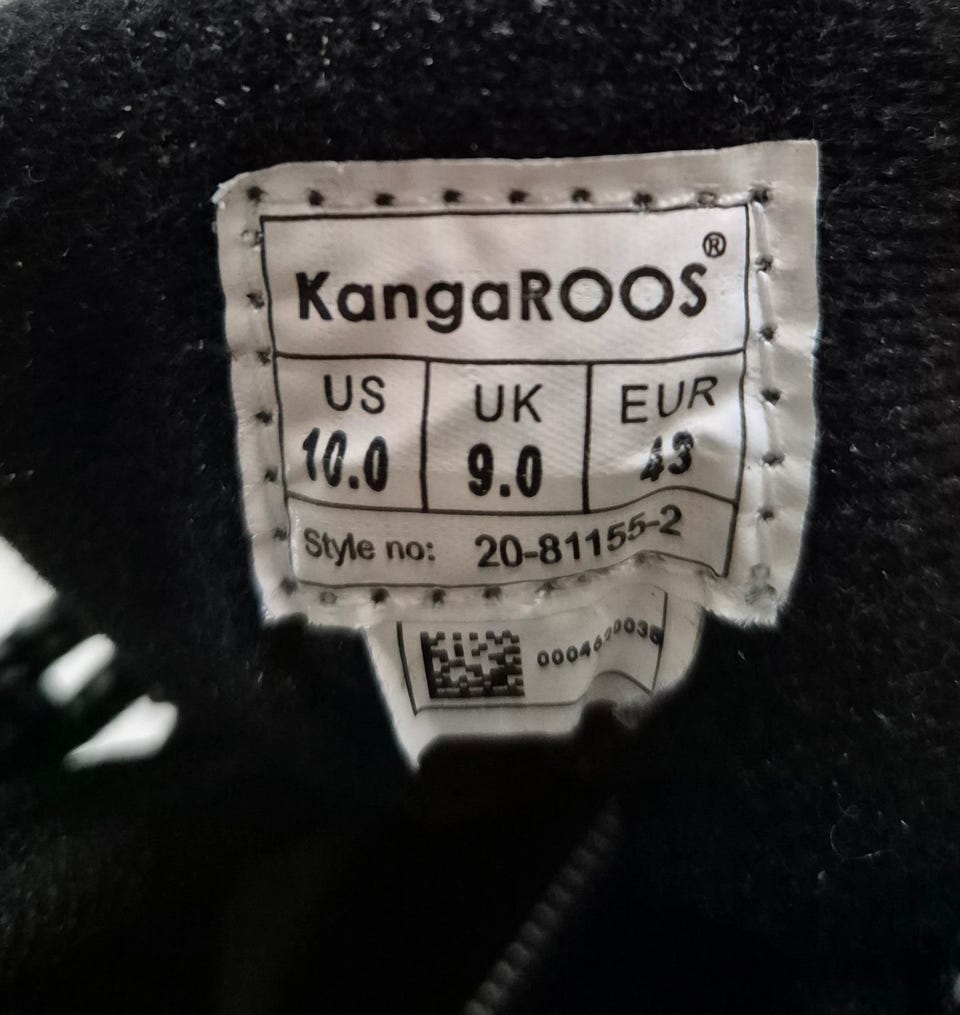 KangaROOS®
US UK EUR
10.0 9.0 43
Style no: 20-81155-2